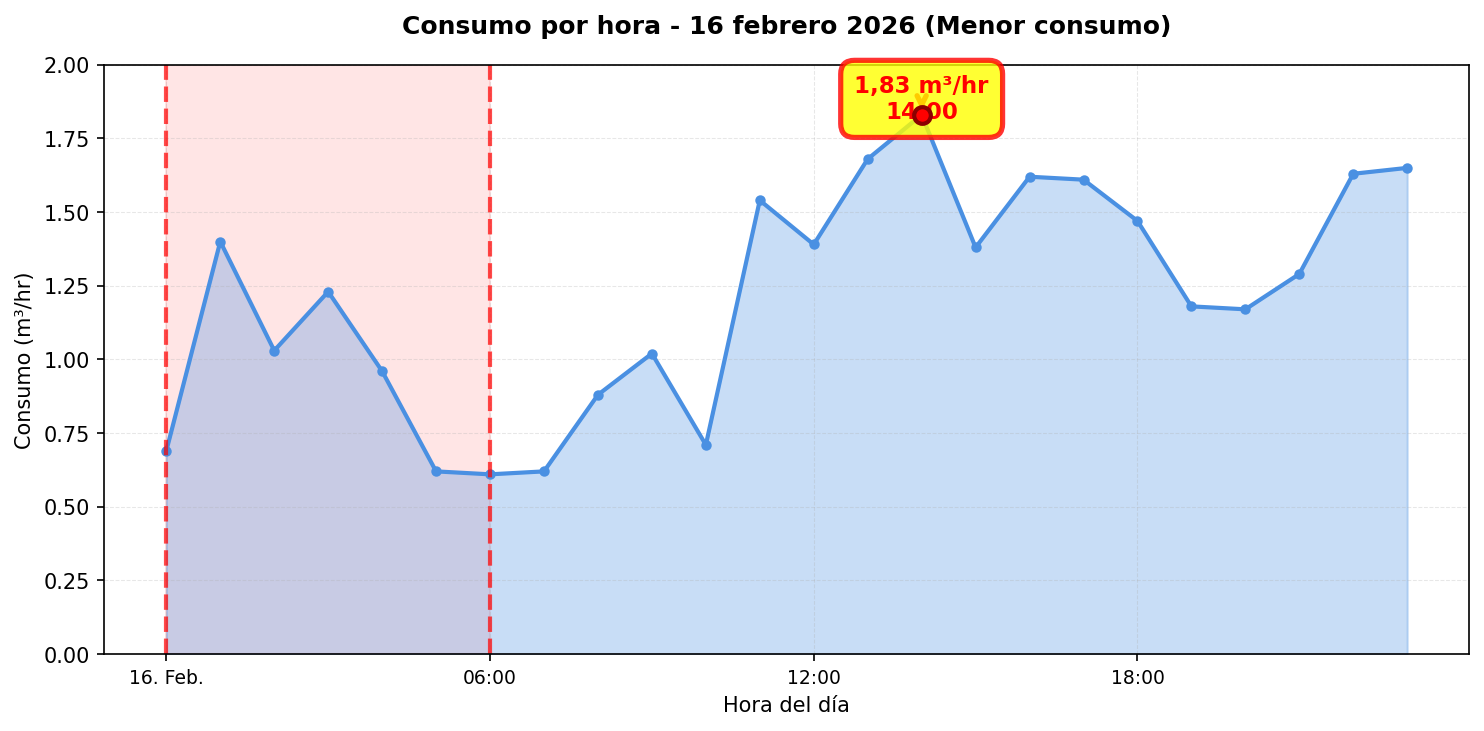 Consumo por hora - 16 febrero 2026 (Menor consumo)
Consumo (m³/hr)
2.00
1.75
1.50
1.25
1.00
0.75
0.50
0.25
0.00
1,83 m³/hr
14:00
16. Feb.
06:00
12:00
18:00
Hora del día